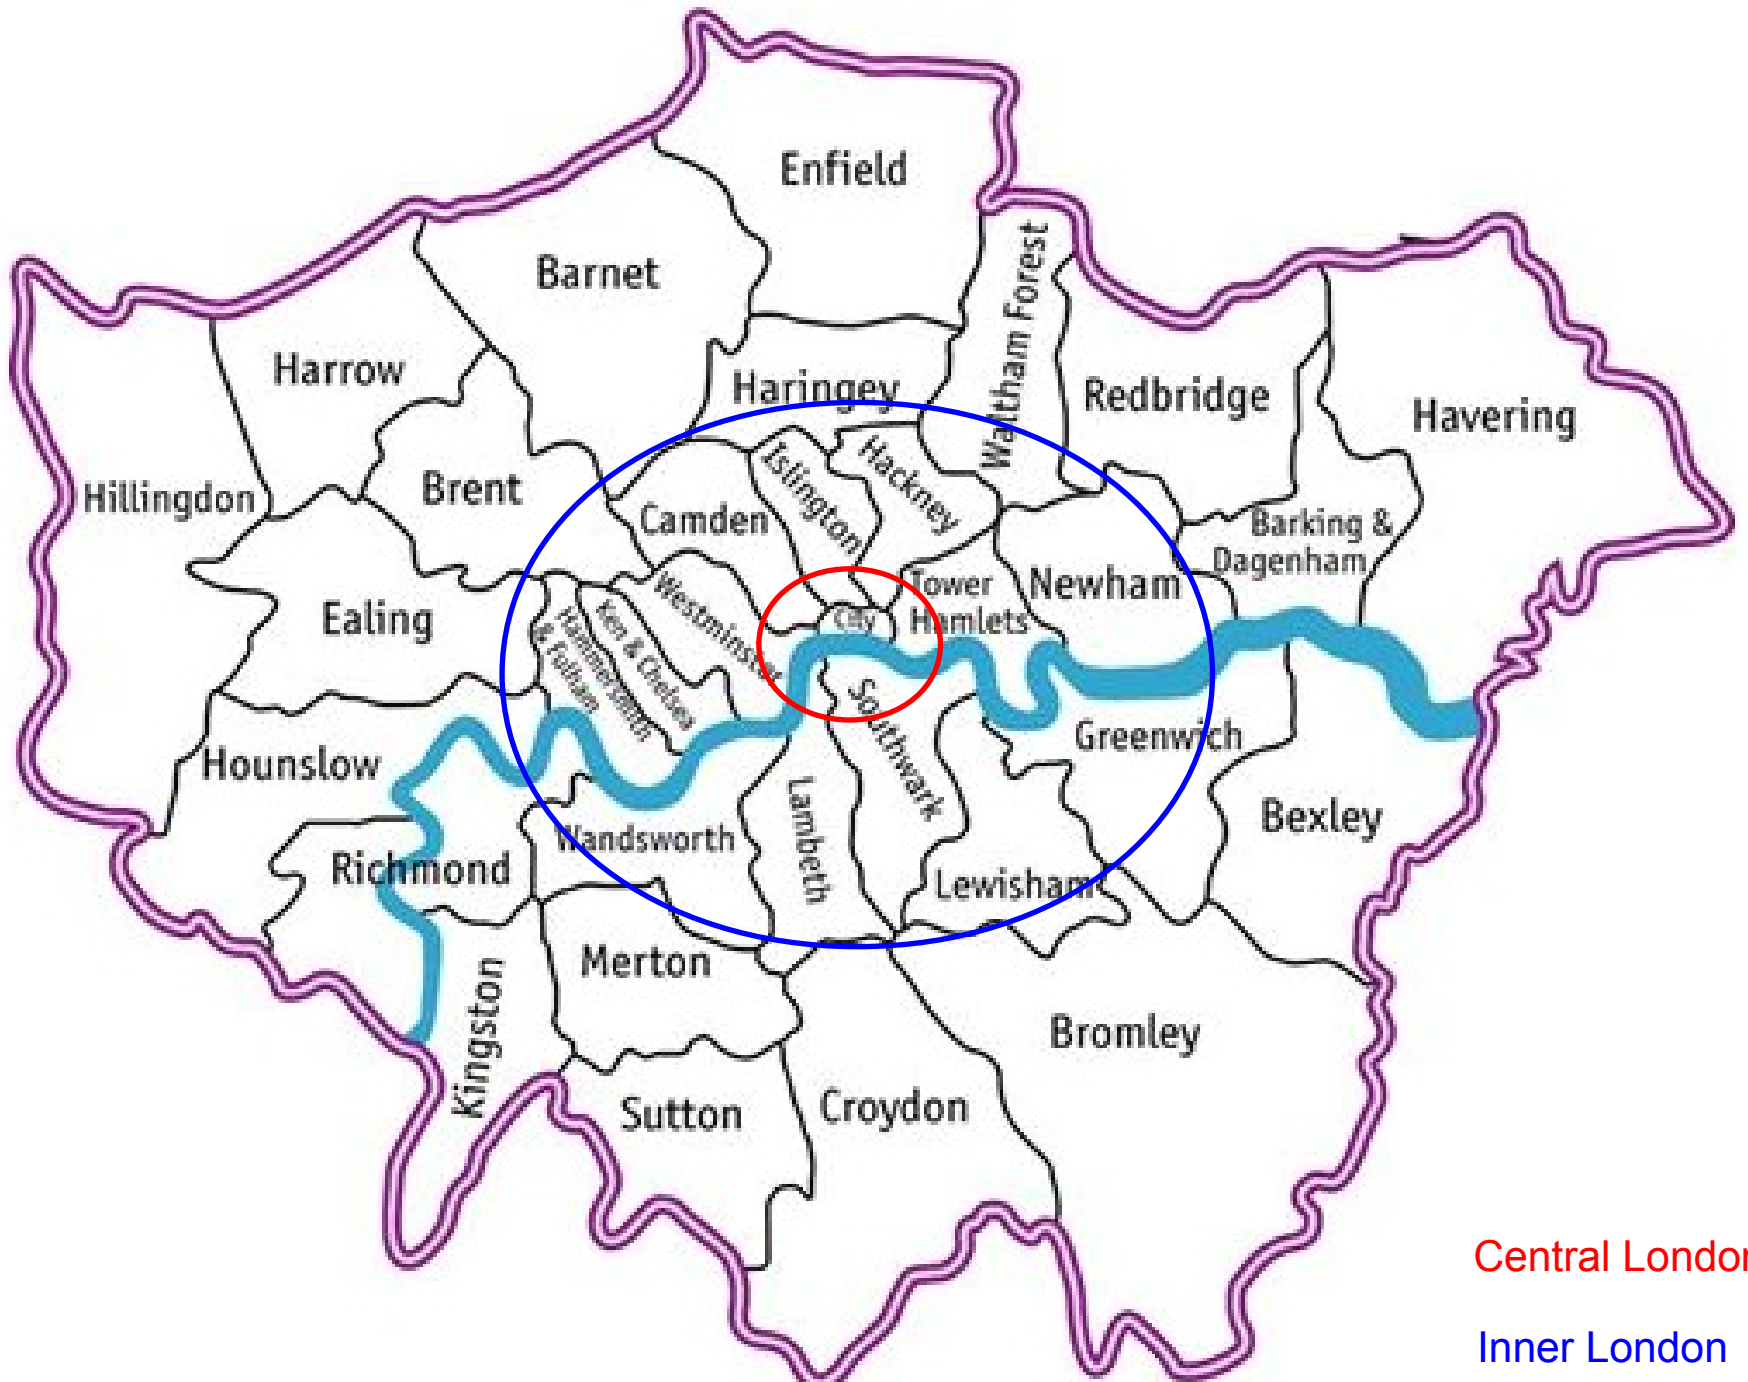 Enfield
Barnet
Waltham Forest
Harrow
Haringey
Redbridge
Havering
Hillingdon
Brent
Camden
Islington
Hackney
Barking &
Dagenham
Ealing
Hammersmith
& Fulham
Ken & Chelsea
Westminster
City
Tower
Hamlets
Newham
Hounslow
Richmond
Wandsworth
Lambeth
Southwark
Lewisham
Greenwich
Bexley
Kingston
Merton
Sutton
Croydon
Bromley
Central Londo
Inner London